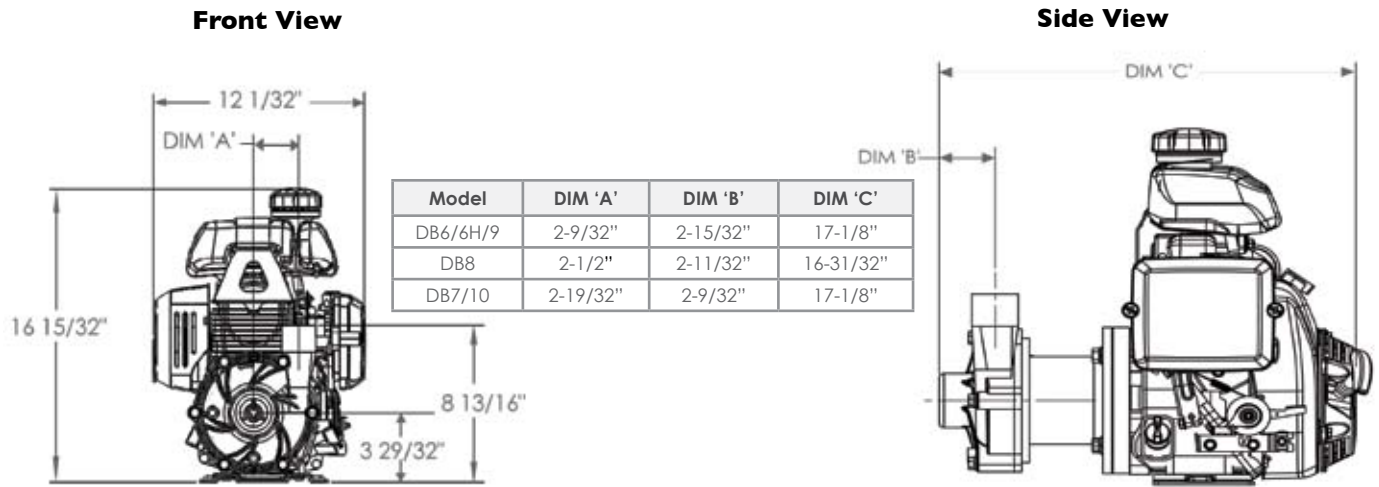 Front View
Side View
12 1/32"
DIM 'A'
16 15/32"
8 13/16"
3 29/32"
Model DIM ‘A’ DIM ‘B’ DIM ‘C’
DB6/6H/9 2-9/32” 2-15/32” 17-1/8”
DB8 2-1/2” 2-11/32” 16-31/32”
DB7/10 2-19/32” 2-9/32” 17-1/8”
DIM 'C'
DIM 'B'